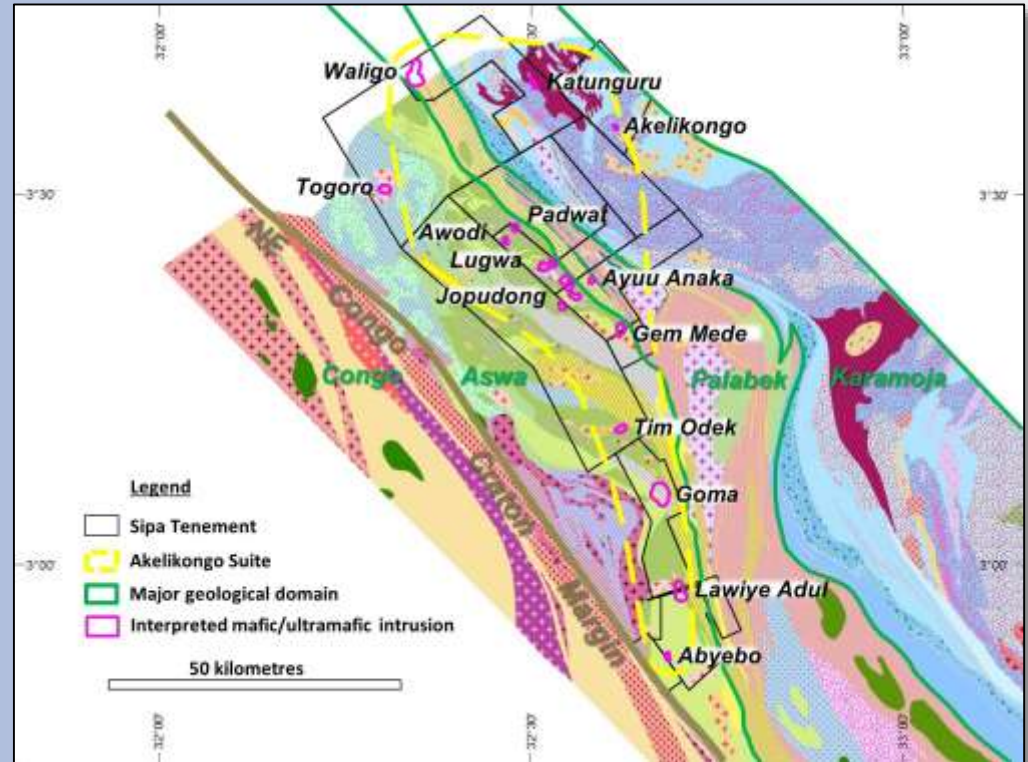 32°00'
32°30'
33°00'
Waligo
Katunguru
Akelikongo
3°30'
3°30'
Togoro
Padwat
Awodi
NE
Lugwa
Ayuu Anaka
Jopudong
Congo
Gem Mede
Congo
Aswa
Palabek
Karamoja
Tim Odek
Craton
Goma
Legend
Sipa Tenement
Akelikongo Suite
3°00'
3°00'
Major geological domain
Lawiye Adul
Margin
Interpreted mafic/ultramafic intrusion
Abyebo
50 kilometres
32°00'
32°30'
33°00'